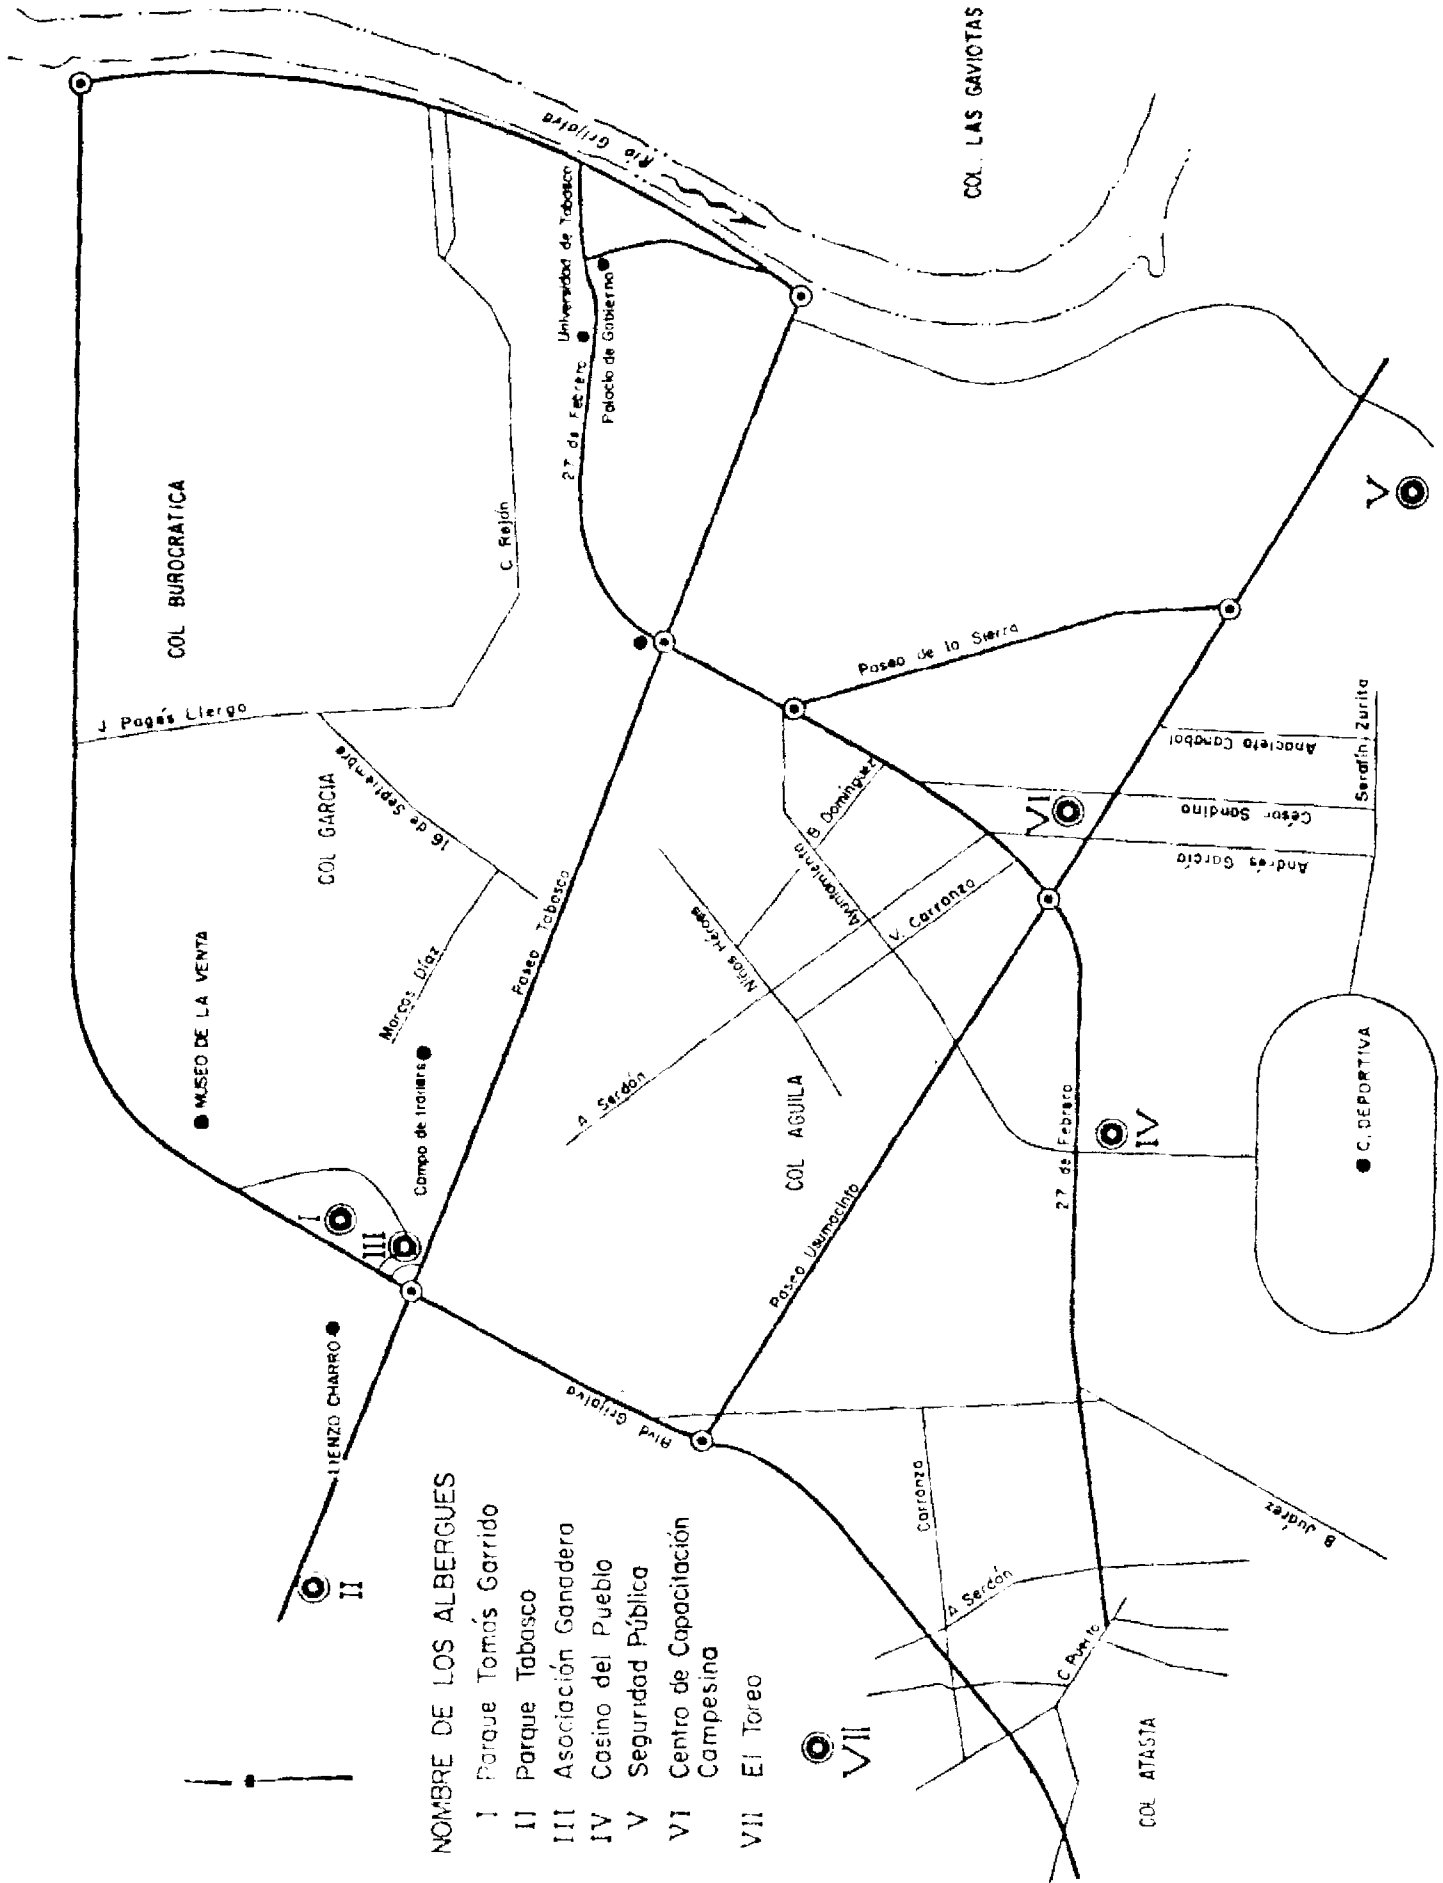 COL. LAS GAVIOTAS
Río Grijalva
Universidad de Tabasco
Palacio de Gobierno
27 de Febrero
COL BUROCRATICA
C Rejón
J Pagés Llergo
16 de Septiembre
COL GARCIA
Marcos Díaz
Paseo Tabasco
MUSEO DE LA VENTA
Campo de trailers
Paseo de la Sierra
B Domínguez
Ayuntamiento
Niños Héroes
V. Carranza
A Serdán
COL AGUILA
Anacleto Canabal
César Sandino
Andrés García
Serafín Zurita
Paseo Usumacinta
27 de Febrero
C. DEPORTIVA
I
III
V
VI
IV
LIENZO CHARRO
II
Blvd Grijalva
Carranza
A Serdán
C Puerto
B Juárez
COL ATASTA
VII
NOMBRE DE LOS ALBERGUES
I Parque Tomás Garrido
II Parque Tabasco
III Asociación Ganadera
IV Casino del Pueblo
V Seguridad Pública
VI Centro de Capacitación
Campesina
VII El Toreo